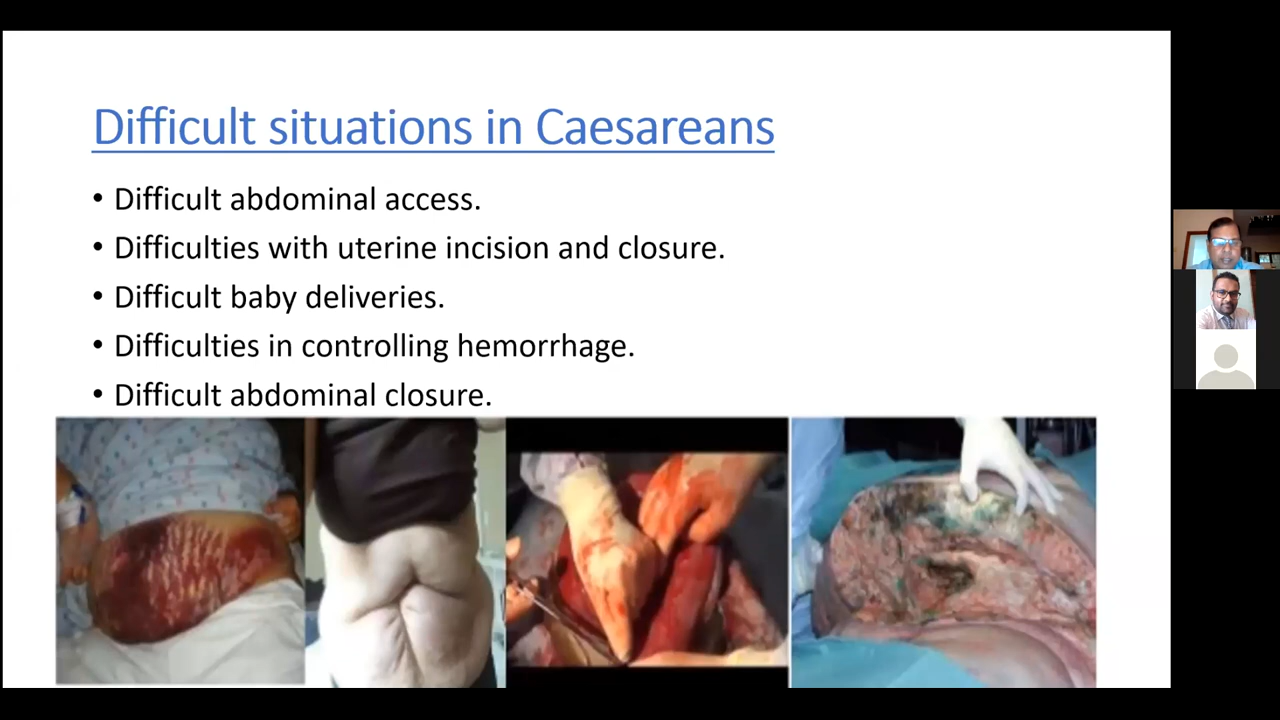 Difficult situations in Caesareans
• Difficult abdominal access.
• Difficulties with uterine incision and closure.
• Difficult baby deliveries.
• Difficulties in controlling hemorrhage.
• Difficult abdominal closure.